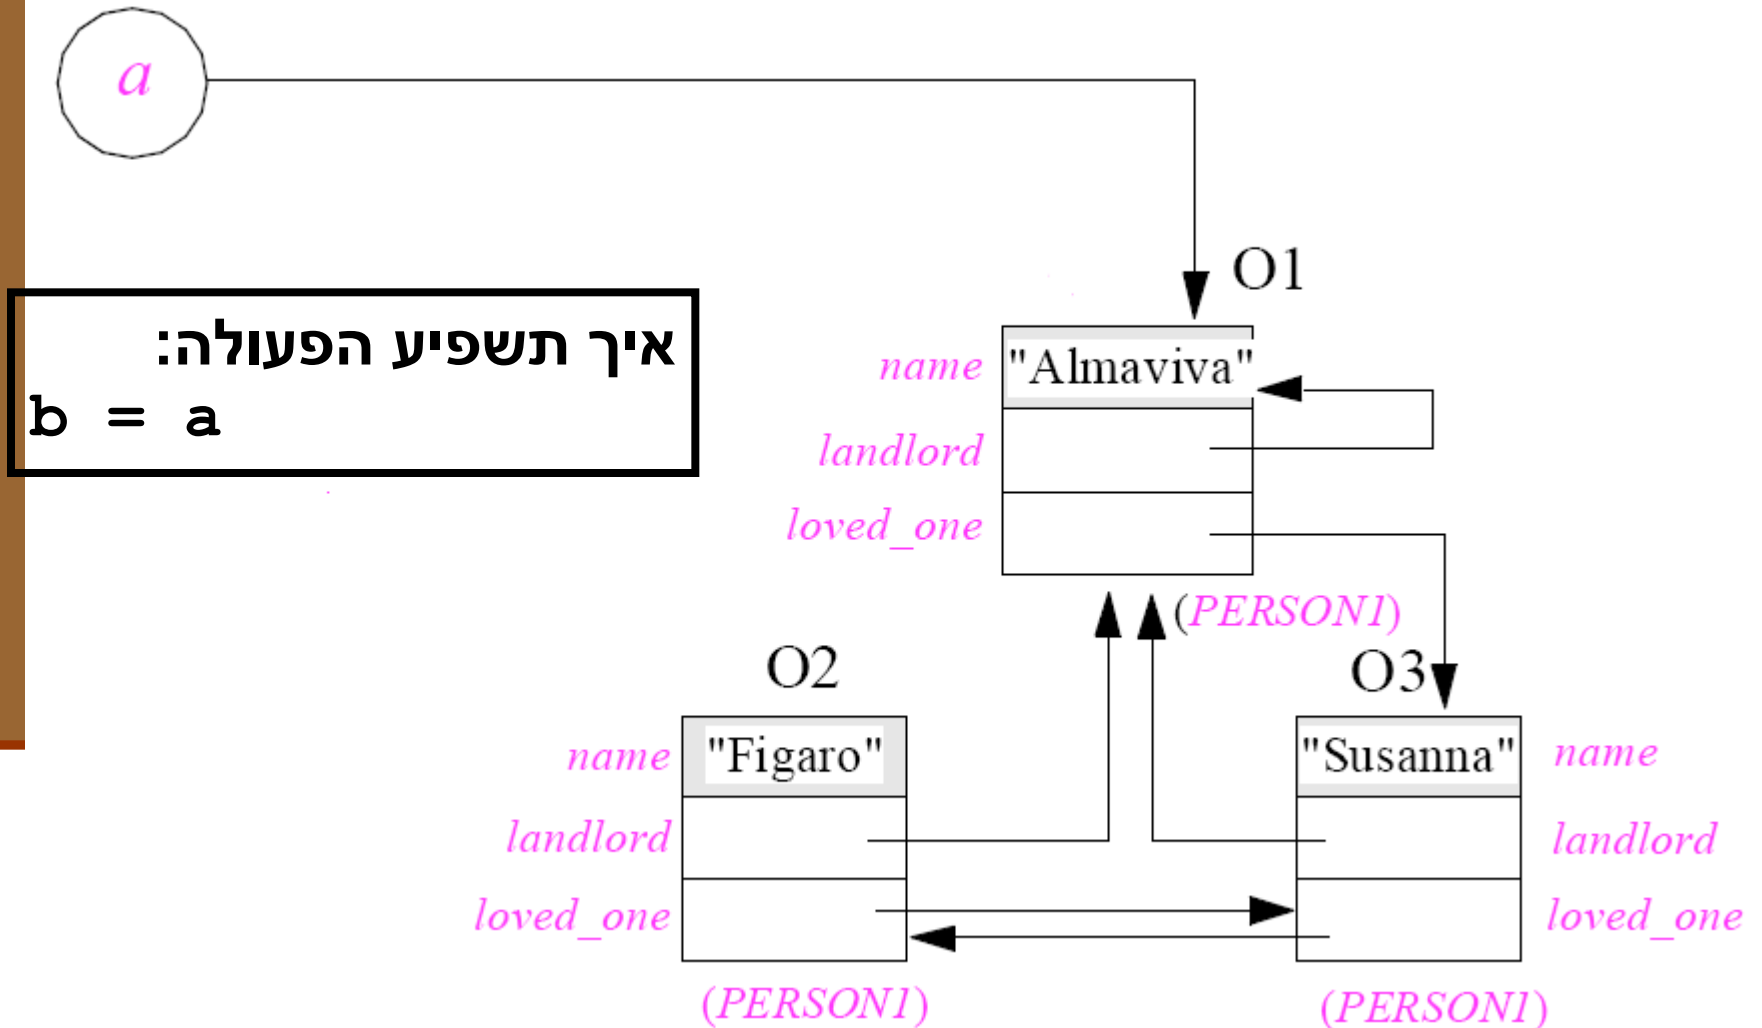 a
איך תשפיע הפעולה:
b = a
O1
name "Almaviva"
landlord
loved_one
(PERSON1)
O2
name "Figaro"
landlord
loved_one
(PERSON1)
O3
"Susanna" name
landlord
loved_one
(PERSON1)